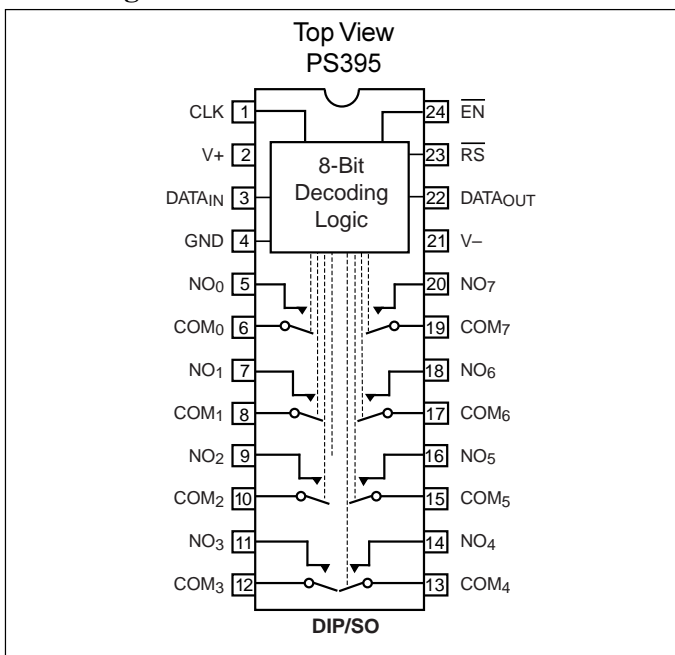 Top View
PS395
CLK 1 24 E̅N̅
V+ 2 23 R̅S̅
8-Bit
Decoding
Logic
DATAIN 3 22 DATAOUT
GND 4 21 V–
NO0 5 20 NO7
COM0 6 19 COM7
NO1 7 18 NO6
COM1 8 17 COM6
NO2 9 16 NO5
COM2 10 15 COM5
NO3 11 14 NO4
COM3 12 13 COM4
DIP/SO